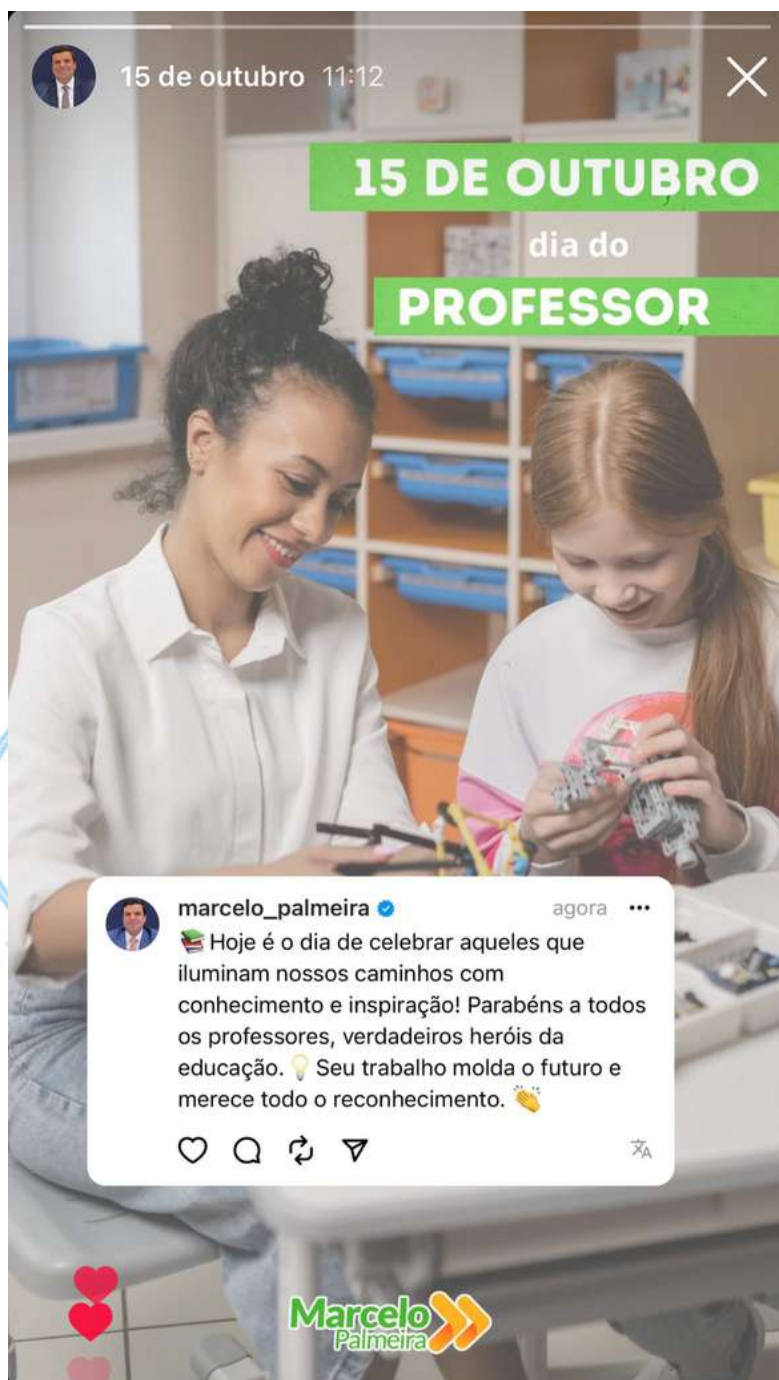 15 de outubro 11:12
15 DE OUTUBRO
dia do
PROFESSOR
marcelo_palmeira agora
📚Hoje é o dia de celebrar aqueles que
iluminam nossos caminhos com
conhecimento e inspiração! Parabéns a todos
os professores, verdadeiros heróis da
educação.💡Seu trabalho molda o futuro e
merece todo o reconhecimento. 👏
Marcelo
Palmeira